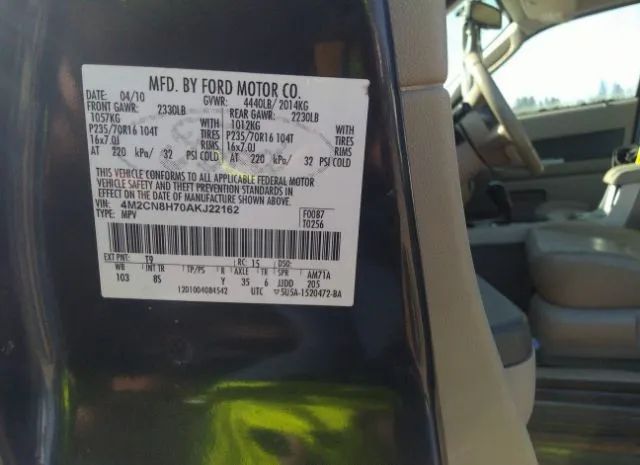 MFD. BY FORD MOTOR CO.
DATE: 04/10 GVWR: 4440LB/ 2014KG
FRONT GAWR: 2330LB REAR GAWR: 2230LB
1057KG 1012KG
P235/70R16 104T TIRES P235/70R16 104T TIRES
16x7.0J RIMS 16x7.0J RIMS
AT 220 kPa/ 32 PSI COLD AT 220 kPa/ 32 PSI COLD
THIS VEHICLE CONFORMS TO ALL APPLICABLE FEDERAL MOTOR
VEHICLE SAFETY AND THEFT PREVENTION STANDARDS IN
EFFECT ON THE DATE OF MANUFACTURE SHOWN ABOVE.
VIN: 4M2CN8H70AKJ22162 F0087
TYPE: MPV T0256
EXT PNT: T9 RC: 15 DSO:
WB INT TR TP/PS R AXLE TR SPR AM71A
103 8S Y 35 6 JJDD 205
1201004084542 UTC 5U5A-1520472-BA